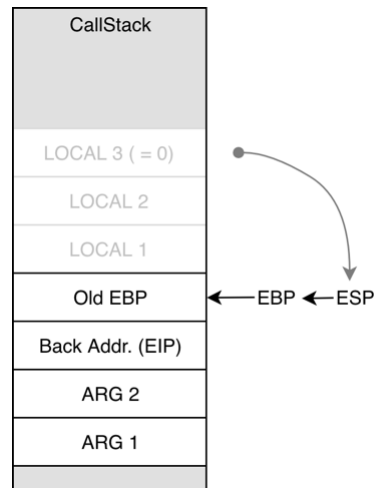 CallStack
LOCAL 3 ( = 0)
LOCAL 2
LOCAL 1
Old EBP EBP ESP
Back Addr. (EIP)
ARG 2
ARG 1